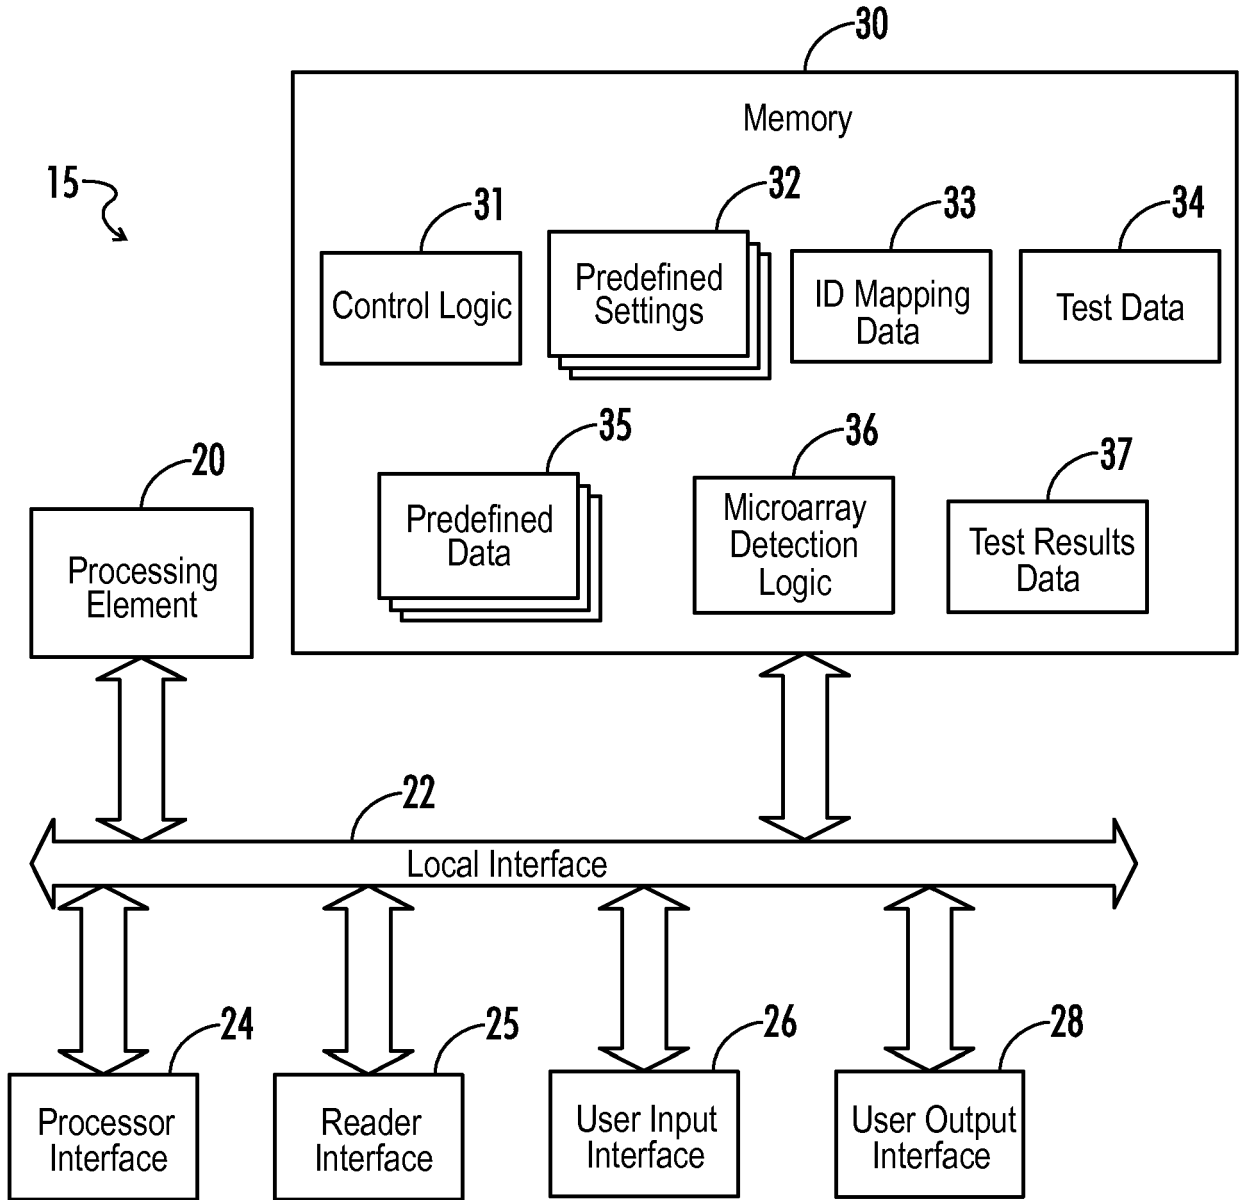 30
Memory
15
31
32
33
34
Control Logic
Predefined
Settings
ID Mapping
Data
Test Data
35
36
37
20
Predefined
Data
Microarray
Detection
Logic
Test Results
Data
Processing
Element
22
Local Interface
24
25
26
28
Processor
Interface
Reader
Interface
User Input
Interface
User Output
Interface